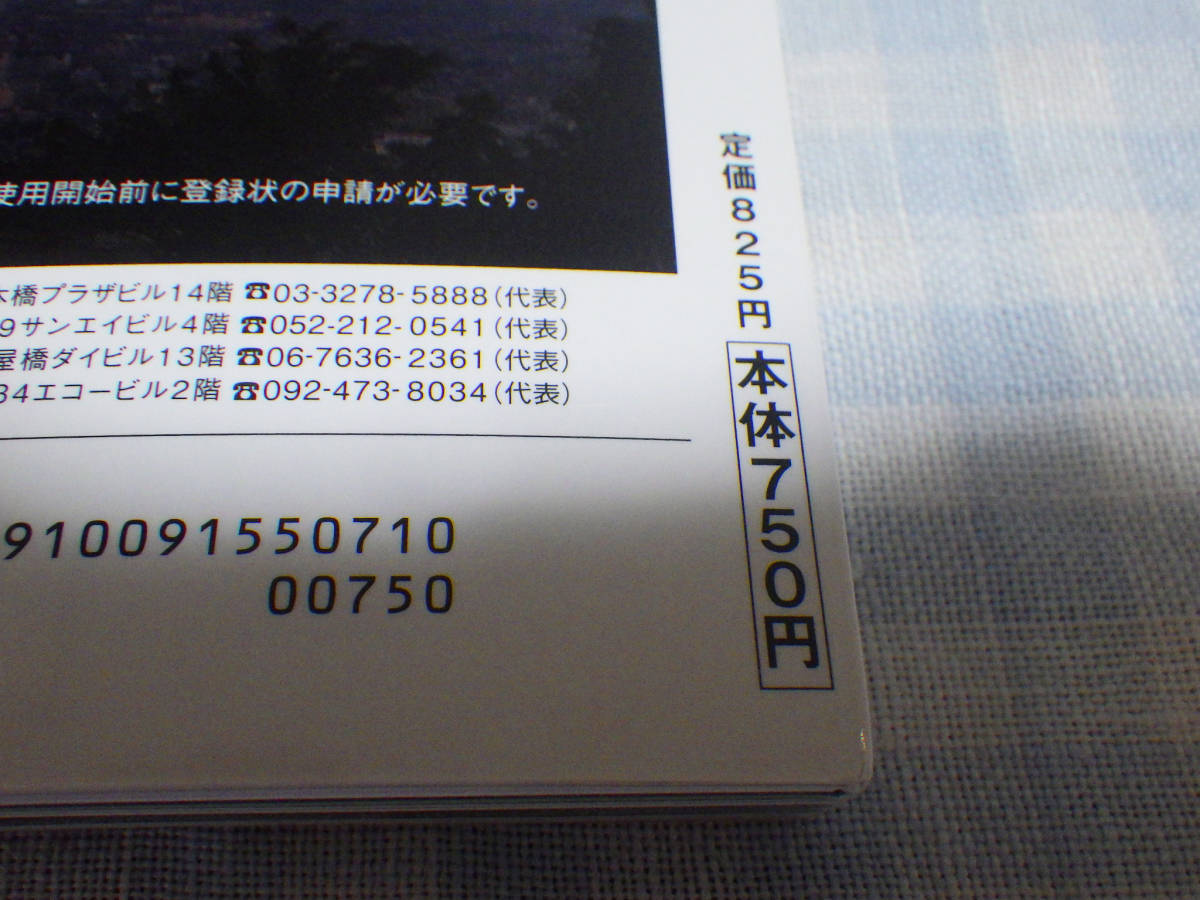 使用開始前に登録状の申請が必要です。
木橋プラザビル14階 ☎03-3278-5888(代表)
9サンエイビル4階 ☎052-212-0541(代表)
屋橋ダイビル13階 ☎06-7636-2361(代表)
34エコービル2階 ☎092-473-8034(代表)
910091550710
00750
定価825円
本体750円